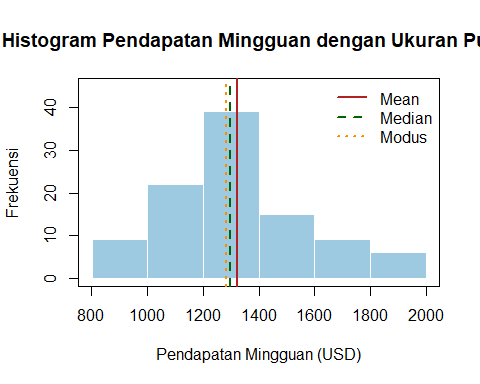 Histogram Pendapatan Mingguan dengan Ukuran
Mean
Median
Modus
Frekuensi
40
30
20
10
0
800 1000 1200 1400 1600 1800 2000
Pendapatan Mingguan (USD)